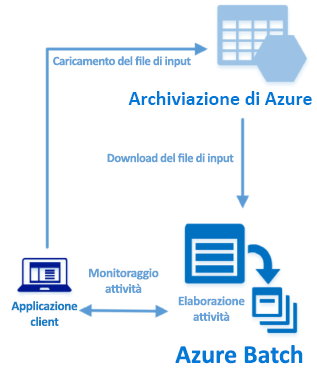 Caricamento del file di input
Archiviazione di Azure
Download del file di input
Monitoraggio
attività
Applicazione
client
Elaborazione
attività
Azure Batch